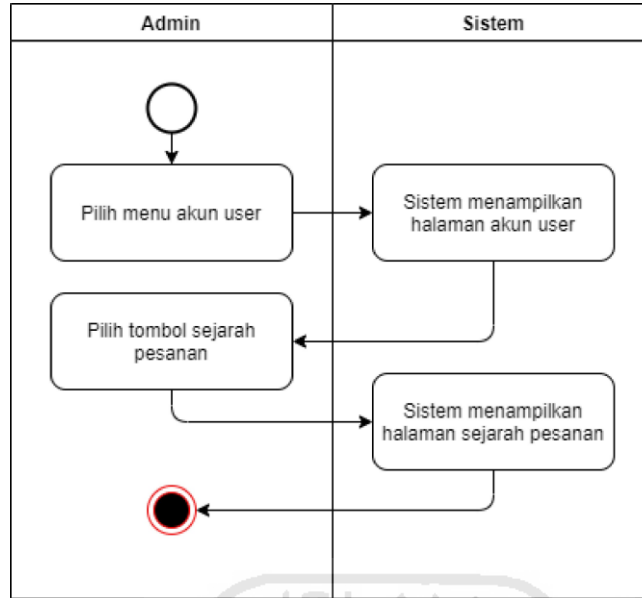 Admin
Sistem
Pilih menu akun user
Sistem menampilkan
halaman akun user
Pilih tombol sejarah
pesanan
Sistem menampilkan
halaman sejarah pesanan